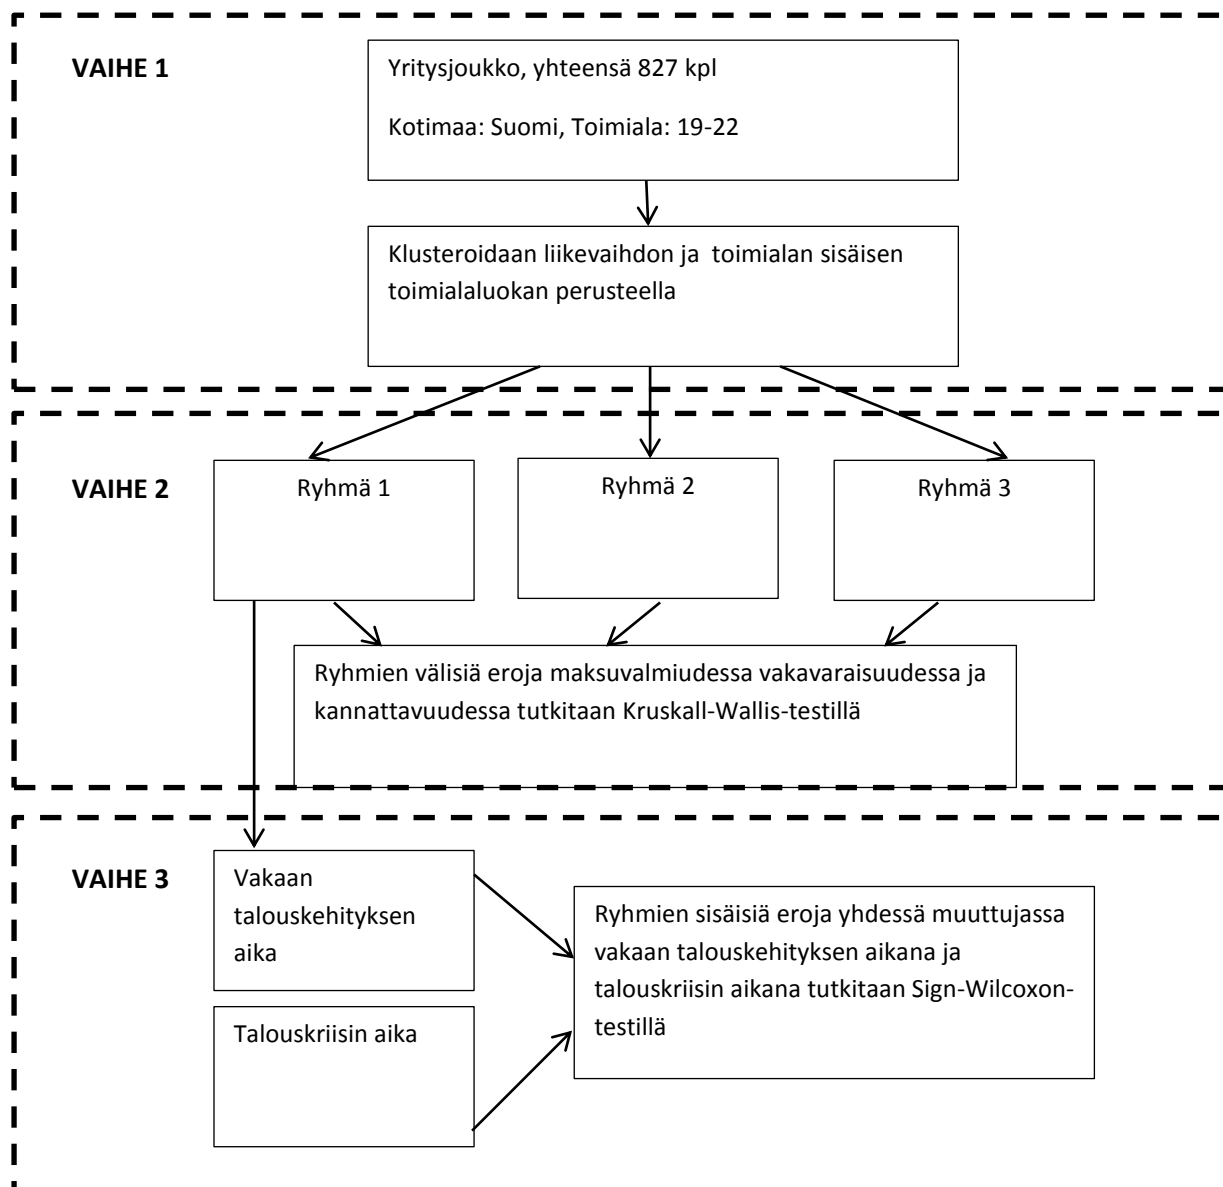 VAIHE 1
Yritysjoukko, yhteensä 827 kpl
Kotimaa: Suomi, Toimiala: 19-22
Klusteroidaan liikevaihdon ja toimialan sisäisen
toimialaluokan perusteella
VAIHE 2
Ryhmä 1
Ryhmä 2
Ryhmä 3
Ryhmien välisiä eroja maksuvalmiudessa vakavaraisuudessa ja
kannattavuudessa tutkitaan Kruskall-Wallis-testillä
VAIHE 3
Vakaan
talouskehityksen
aika
Talouskriisin aika
Ryhmien sisäisiä eroja yhdessä muuttujassa
vakaan talouskehityksen aikana ja
talouskriisin aikana tutkitaan Sign-Wilcoxon-
testillä